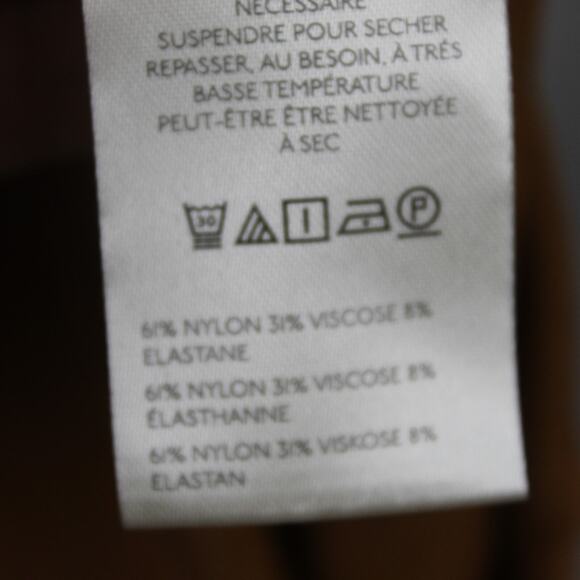 NÉCESSAIRE
SUSPENDRE POUR SECHER
REPASSER, AU BESOIN, À TRÉS
BASSE TEMPÉRATURE
PEUT-ÊTRE ÊTRE NETTOYÉE
À SEC
30 P
61% NYLON 31% VISCOSE 8%
ELASTANE
61% NYLON 31% VISCOSE 8%
ÉLASTHANNE
61% NYLON 31% VISKOSE 8%
ELASTAN